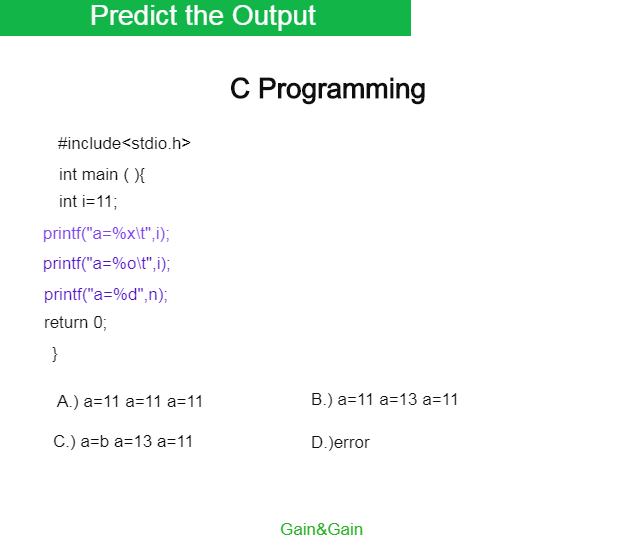 Predict the Output
C Programming
#include<stdio.h>
int main ( ){
int i=11;
printf("a=%x\t",i);
printf("a=%o\t",i);
printf("a=%d",n);
return 0;
}
A.) a=11 a=11 a=11
B.) a=11 a=13 a=11
C.) a=b a=13 a=11
D.)error
Gain&Gain